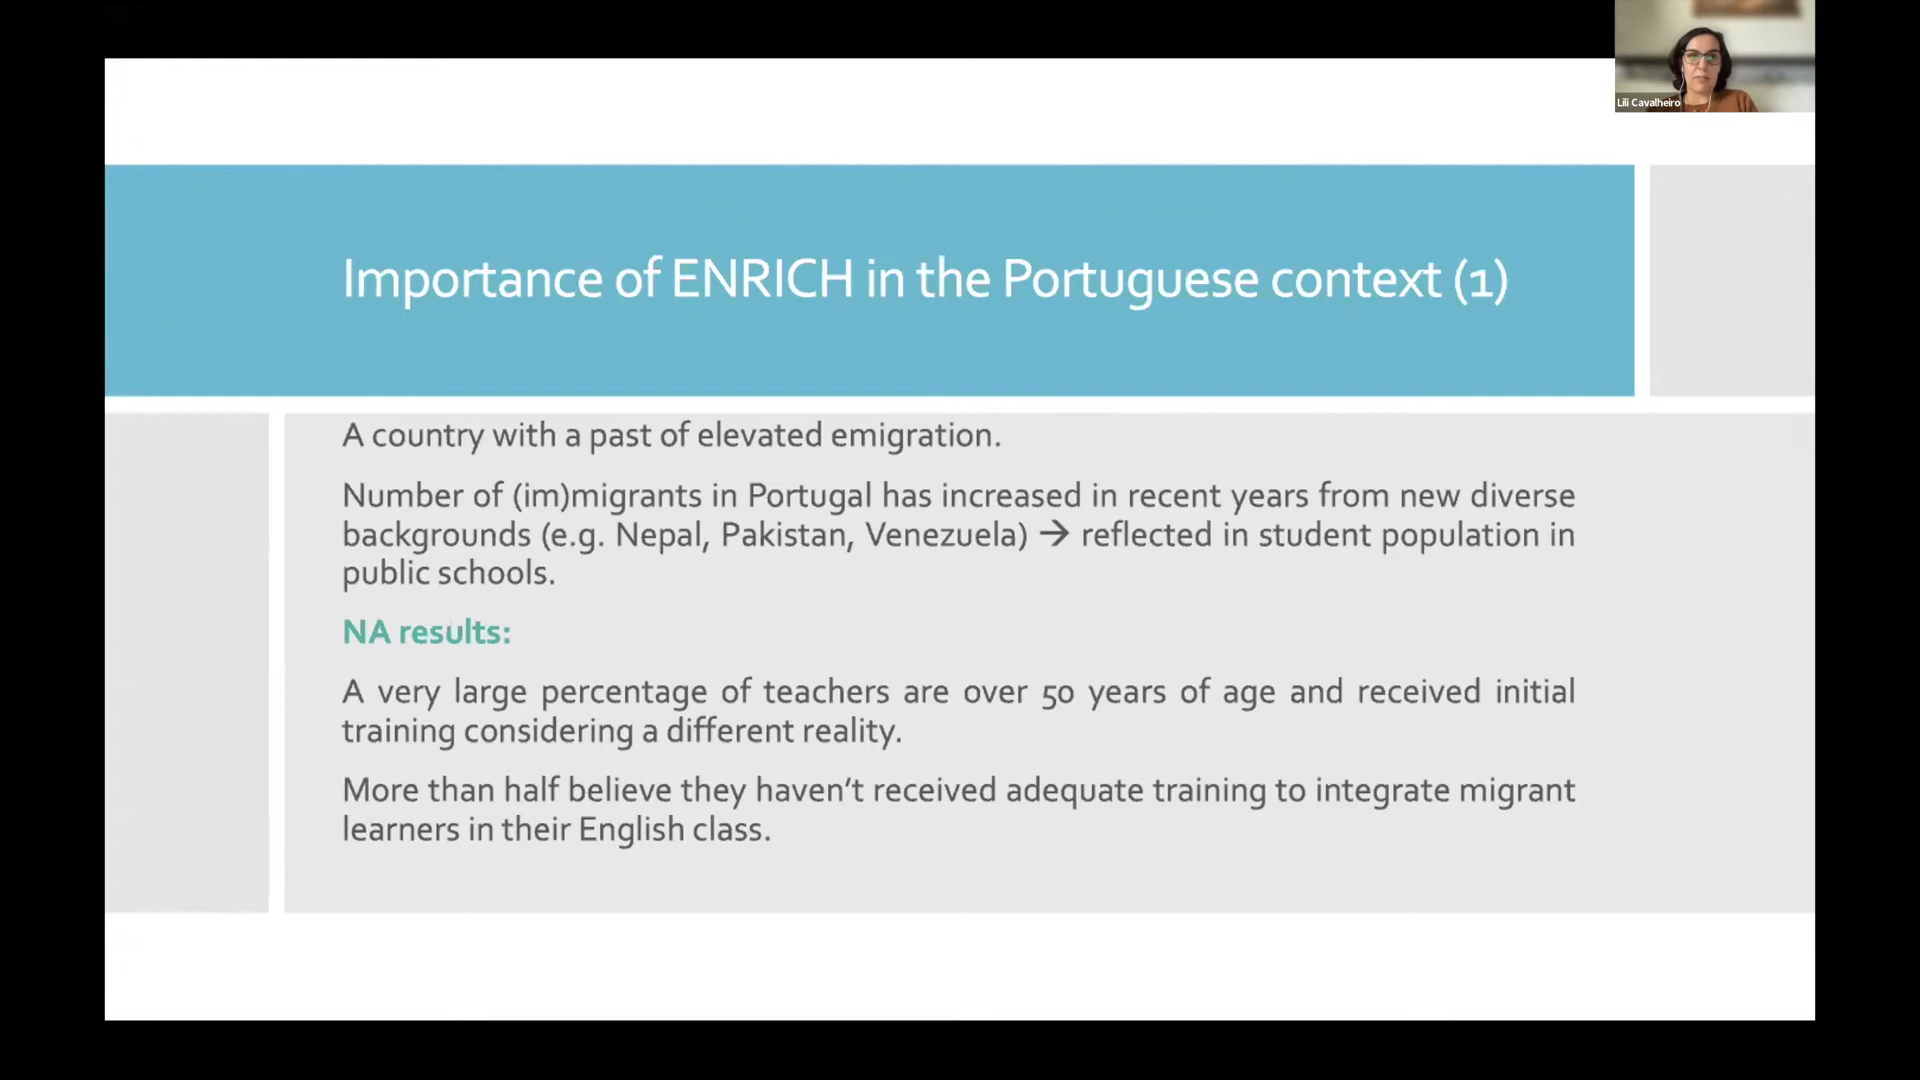 Lili Cavalheiro
Importance of ENRICH in the Portuguese context (1)
A country with a past of elevated emigration.
Number of (im)migrants in Portugal has increased in recent years from new diverse
backgrounds (e.g. Nepal, Pakistan, Venezuela) → reflected in student population in
public schools.
NA results:
A very large percentage of teachers are over 50 years of age and received initial
training considering a different reality.
More than half believe they haven’t received adequate training to integrate migrant
learners in their English class.